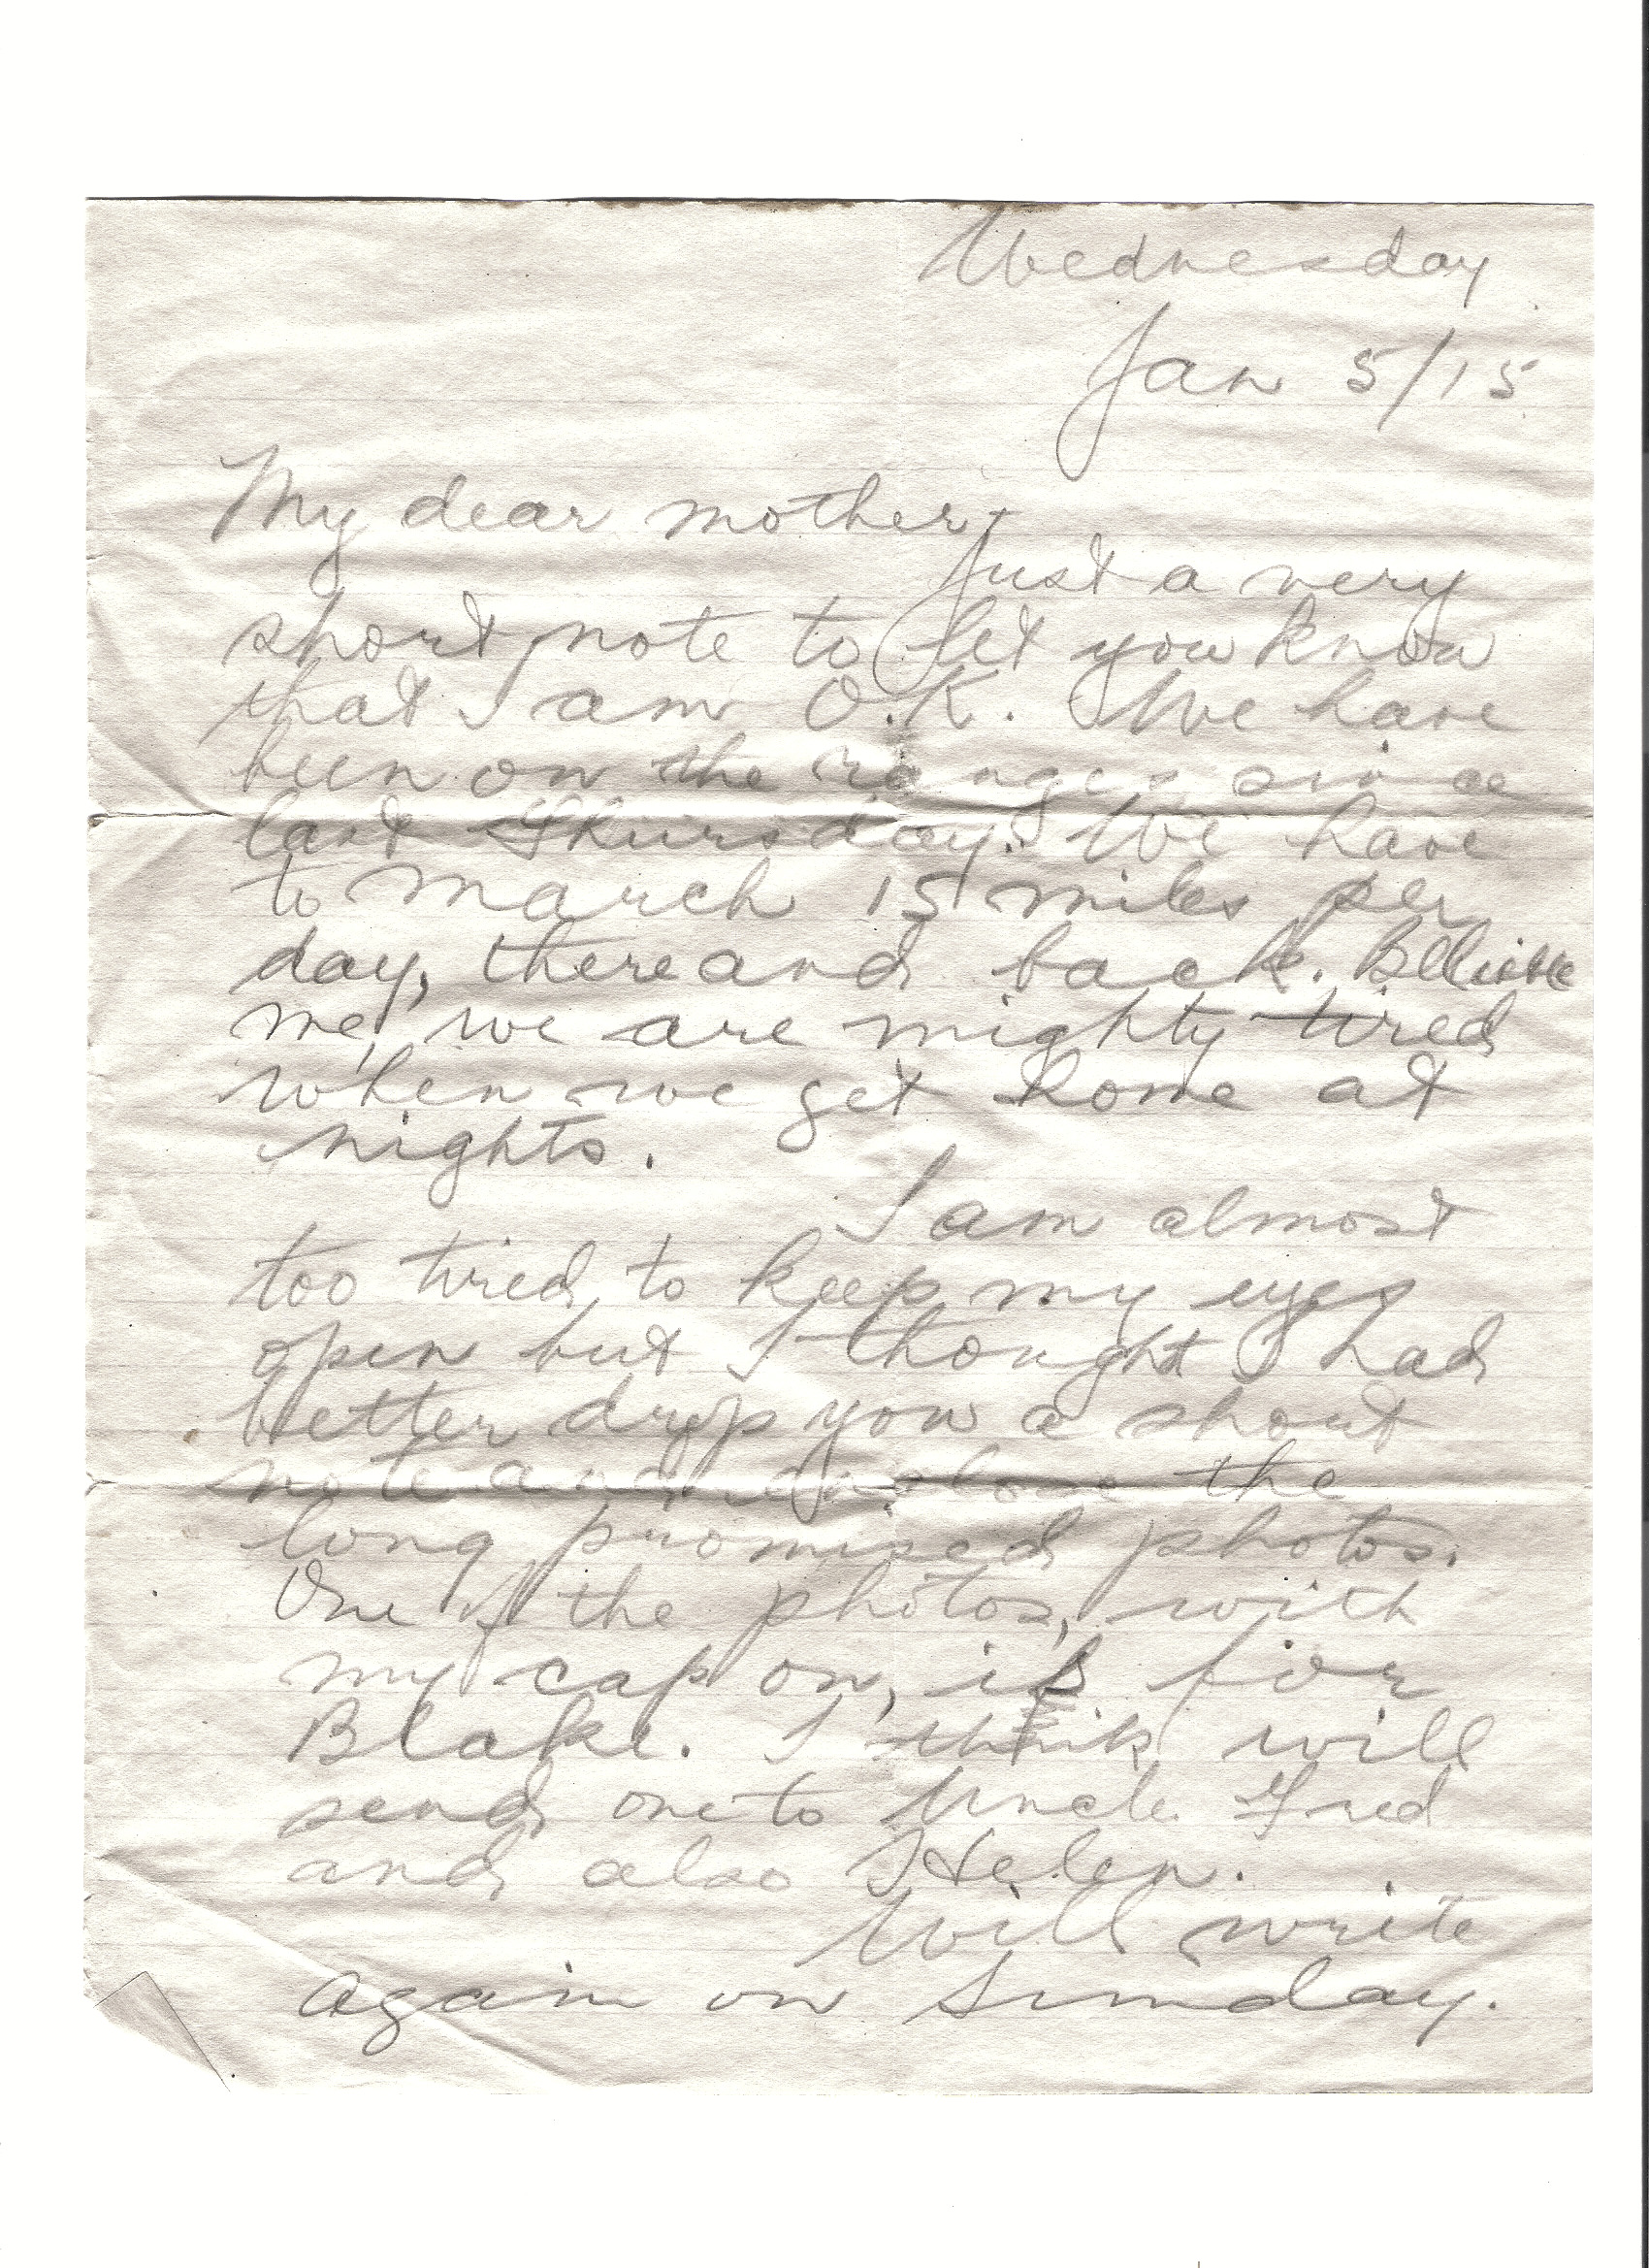 Wednesday
Jan 5/15
My dear mother,
Just a very
short note to let you know
that I am O.K. We have
been on the ranges since
last Thursday. We have
to march 15 miles per
day, there and back. Believe
me, we are mighty tired
when we get home at
nights.
I am almost
too tired to keep my eyes
open but I thought I had
better drop you a short
note and enclose the
long promised photos.
One of the photos, with
my cap on, is for
Blake. I think will
send one to Uncle Fred
and also Helen.
Will write
again on Sunday.